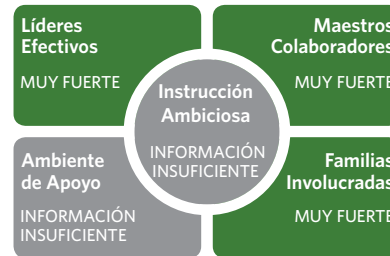 Líderes
Efectivos
MUY FUERTE
Maestros
Colaboradores
MUY FUERTE
Instrucción
Ambiciosa
INFORMACIÓN
INSUFICIENTE
Ambiente
de Apoyo
INFORMACIÓN
INSUFICIENTE
Familias
Involucradas
MUY FUERTE